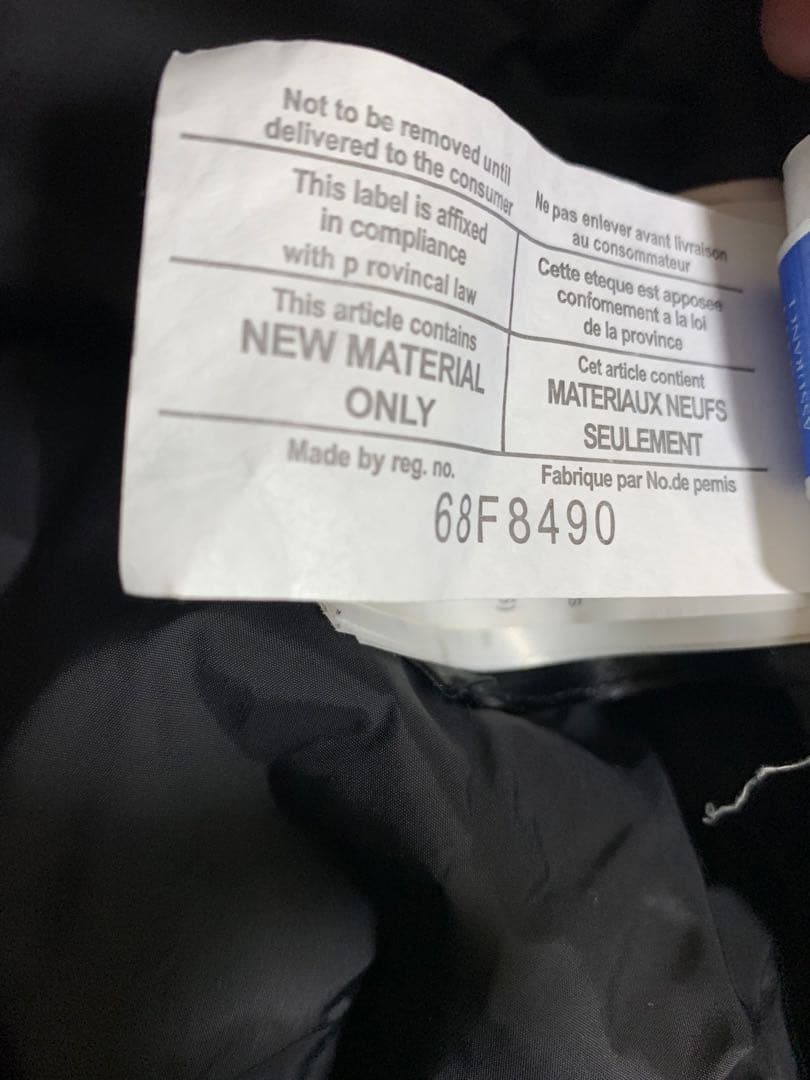 Not to be removed until
delivered to the consumer
Ne pas enlever avant livraison
au consommateur
This label is affixed
in compliance
with p rovincal law
Cette eteque est apposee
confomement a la loi
de la province
This article contains
NEW MATERIAL
ONLY
Cet article contient
MATERIAUX NEUFS
SEULEMENT
Made by reg. no.
Fabrique par No.de pemis
68F8490